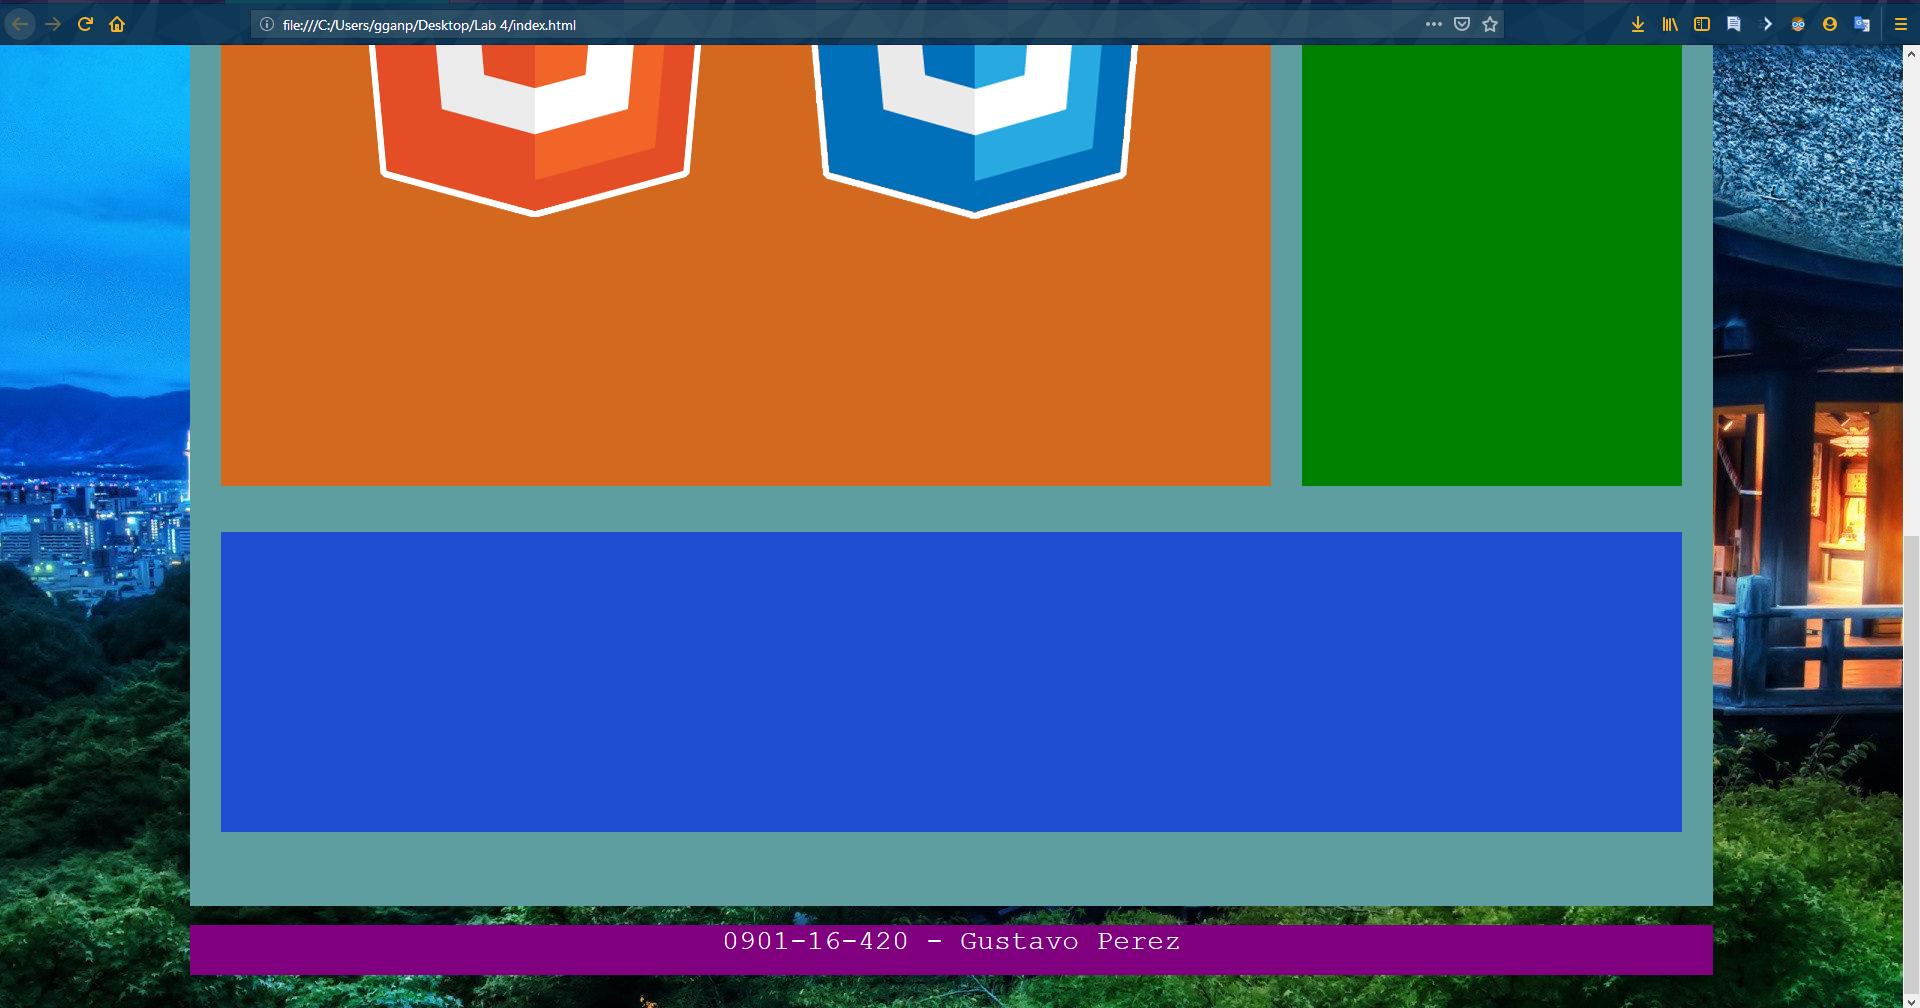 file:///C:/Users/gganp/Desktop/Lab 4/index.html
0901-16-420 - Gustavo Perez